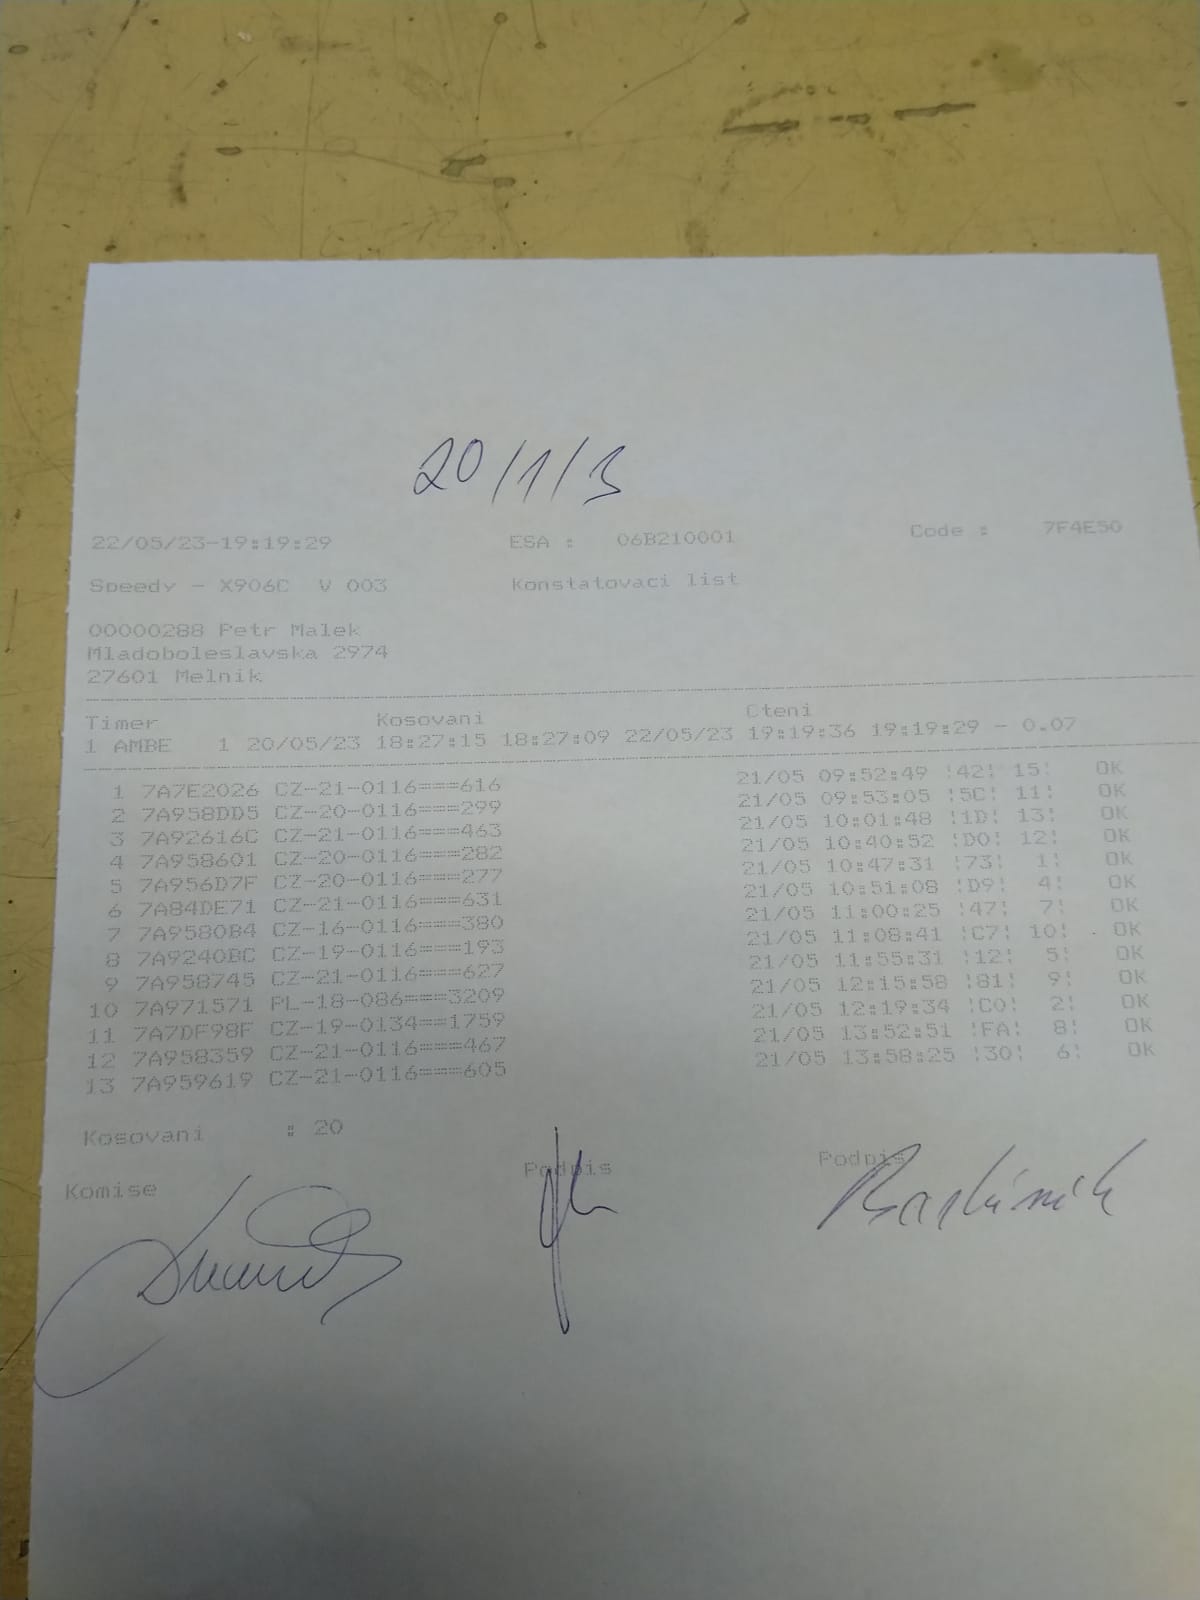 20/1/3
22/05/23-19:19:29 ESA : 06B210001 Code : 7F4E50
Speedy - X906C V 003 Konstatovaci list
00000288 Petr Malek
Mladoboleslavska 2974
27601 Melnik
Timer Kosovani Cteni
1 AMBE 1 20/05/23 18:27:15 18:27:09 22/05/23 19:19:36 19:19:29 - 0.07
1 7A7E2026 CZ-21-0116===616 21/05 09:52:49 !42! 15! OK
2 7A958DD5 CZ-20-0116===299 21/05 09:53:05 !5C! 11! OK
3 7A92616C CZ-21-0116===463 21/05 10:01:48 !1D! 13! OK
4 7A958601 CZ-20-0116===282 21/05 10:40:52 !D0! 12! OK
5 7A956D7F CZ-20-0116===277 21/05 10:47:31 !73! 1! OK
6 7A84DE71 CZ-21-0116===631 21/05 10:51:08 !D9! 4! OK
7 7A9580B4 CZ-16-0116===380 21/05 11:00:25 !47! 7! OK
8 7A9240BC CZ-19-0116===193 21/05 11:08:41 !C7! 10! OK
9 7A958745 CZ-21-0116===627 21/05 11:55:31 !12! 5! OK
10 7A971571 PL-18-086===3209 21/05 12:15:58 !81! 9! OK
11 7A7DF98F CZ-19-0134==1759 21/05 12:19:34 !C0! 2! OK
12 7A958359 CZ-21-0116===467 21/05 13:52:51 !FA! 8! OK
13 7A959619 CZ-21-0116===605 21/05 13:58:25 !30! 6! OK
Kosovani : 20
Komise Podpis Podpis